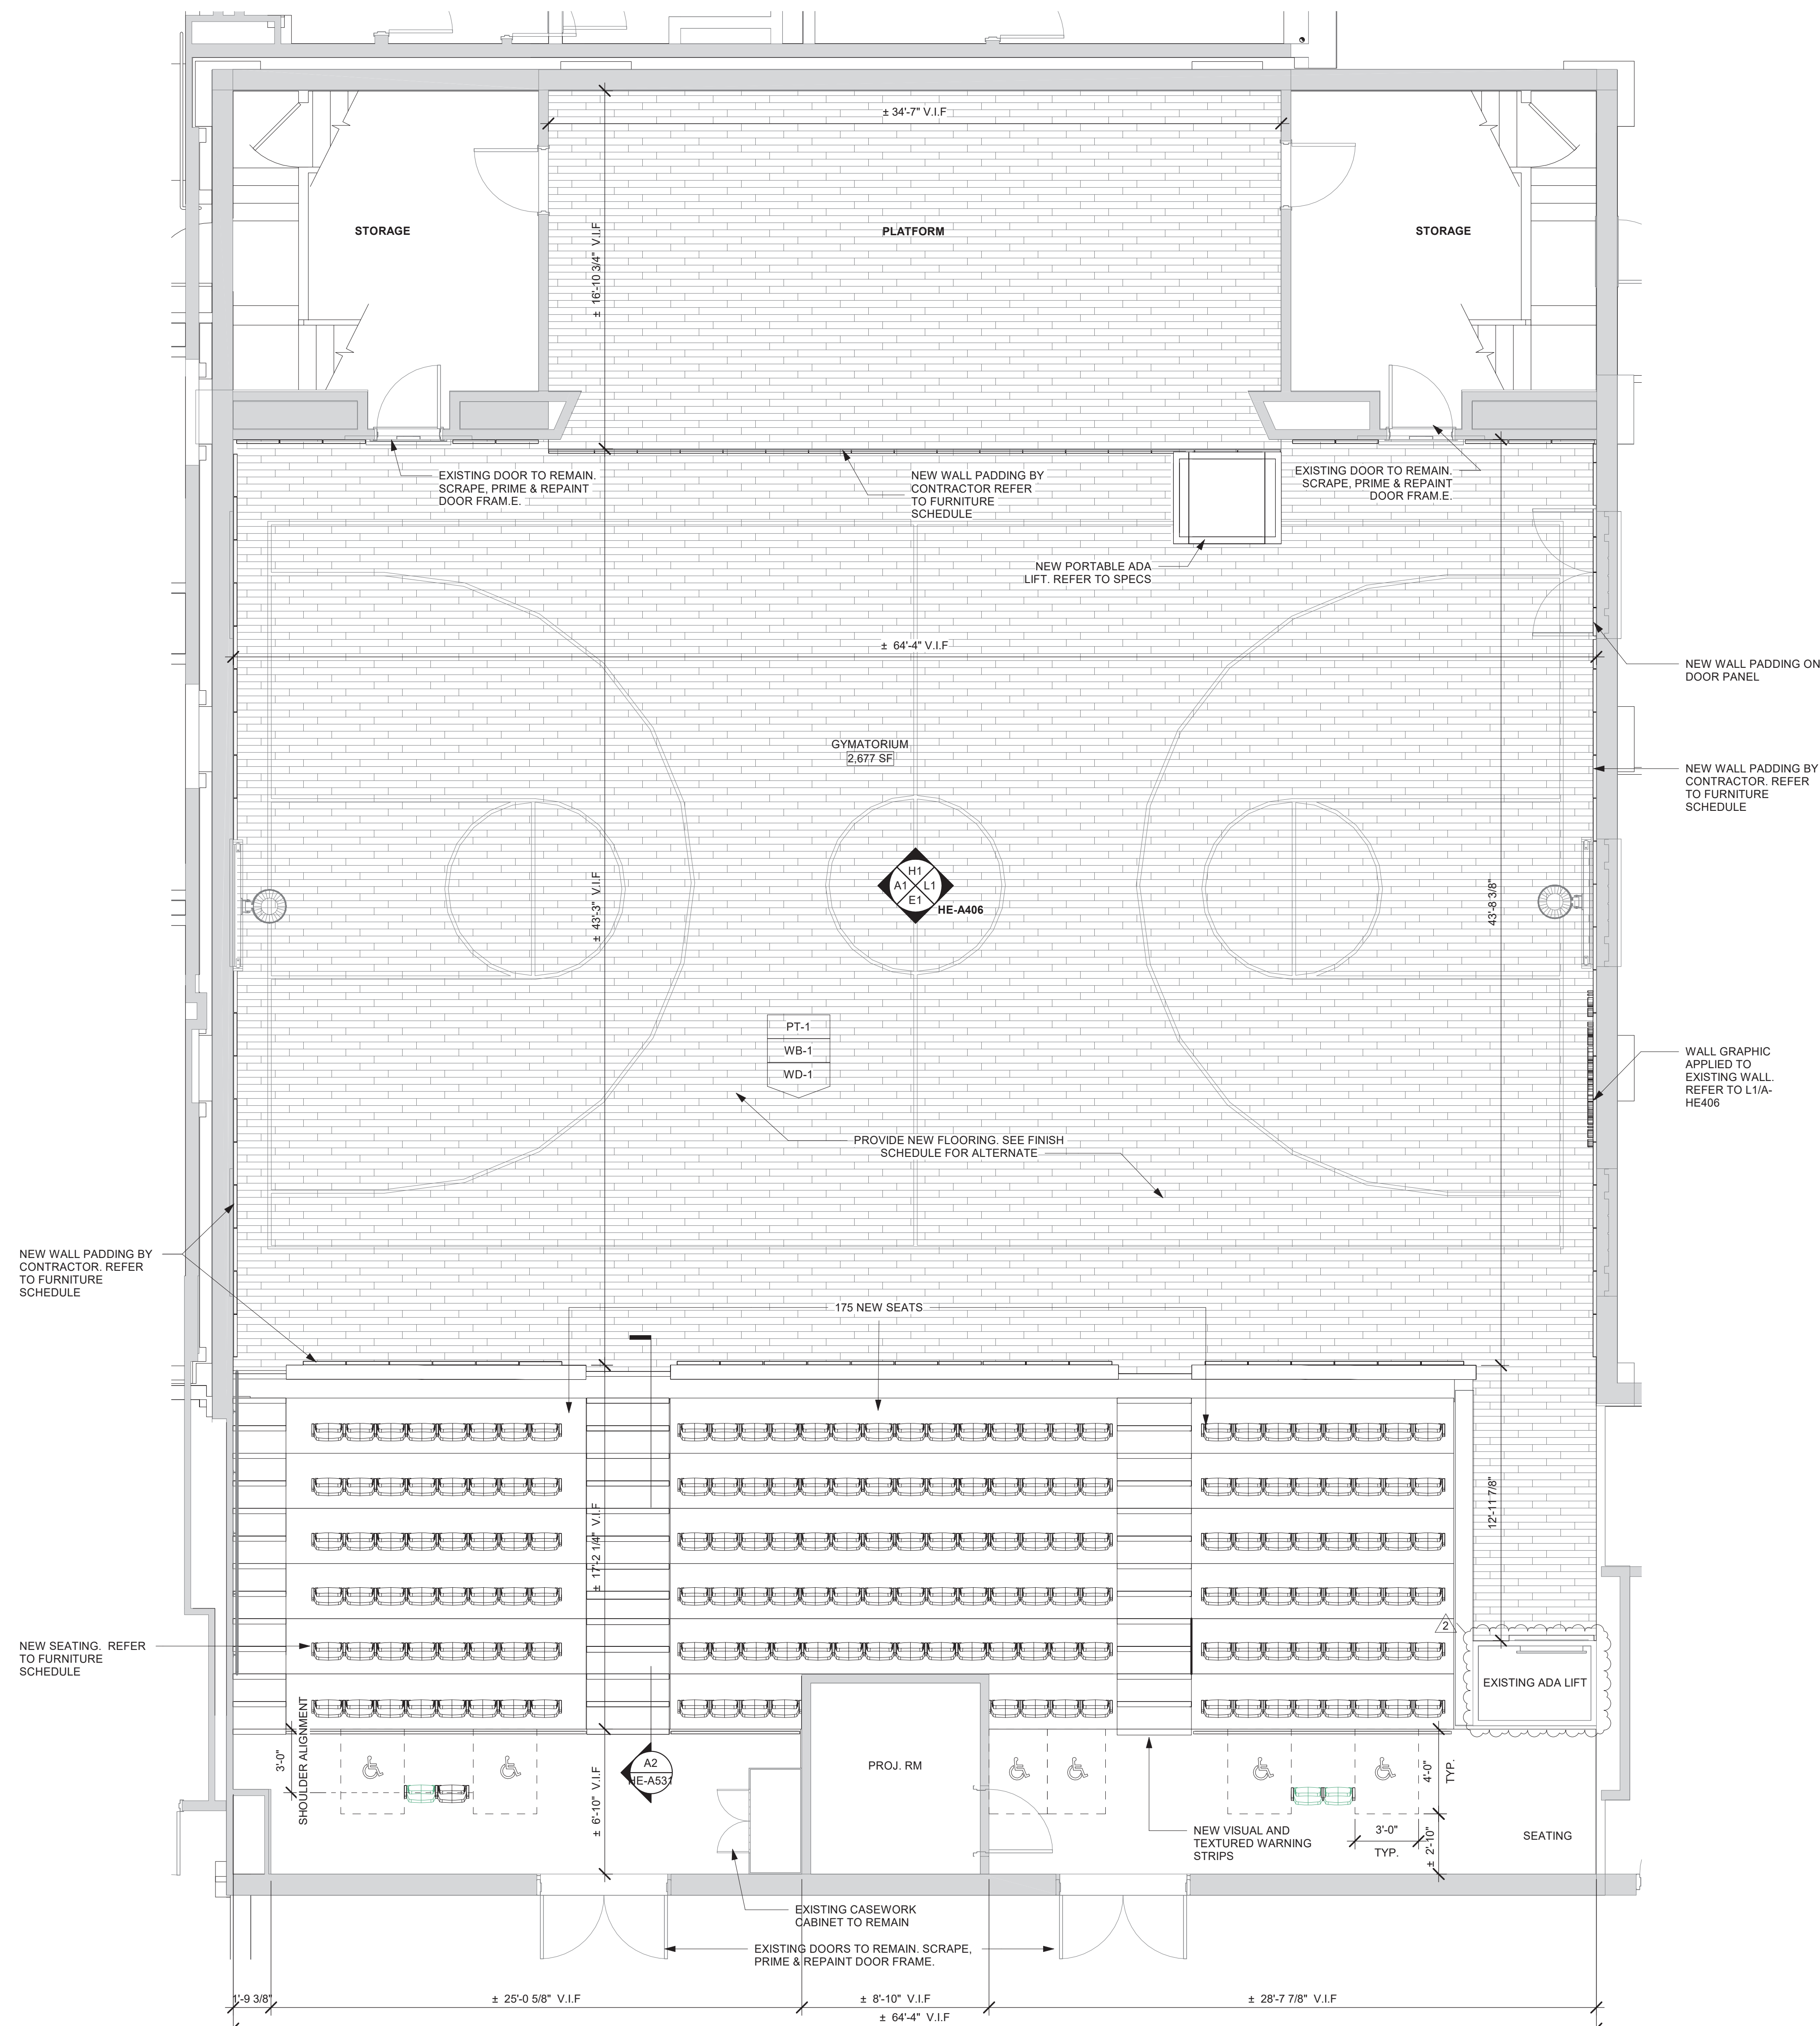 ± 34'-7" V.I.F
STORAGE
PLATFORM
STORAGE
± 16'-10 3/4" V.I.F
EXISTING DOOR TO REMAIN.
SCRAPE, PRIME & REPAINT
DOOR FRAM.E.
NEW WALL PADDING BY
CONTRACTOR REFER
TO FURNITURE
SCHEDULE
EXISTING DOOR TO REMAIN.
SCRAPE, PRIME & REPAINT
DOOR FRAM.E.
NEW PORTABLE ADA
LIFT. REFER TO SPECS
± 64'-4" V.I.F
NEW WALL PADDING ON
DOOR PANEL
GYMATORIUM
2,677 SF
NEW WALL PADDING BY
CONTRACTOR. REFER
TO FURNITURE
SCHEDULE
H1
A1 L1
E1
HE-A406
± 43'-3" V.I.F
43'-8 3/8"
PT-1
WB-1
WD-1
WALL GRAPHIC
APPLIED TO
EXISTING WALL.
REFER TO L1/A-
HE406
PROVIDE NEW FLOORING. SEE FINISH
SCHEDULE FOR ALTERNATE
NEW WALL PADDING BY
CONTRACTOR. REFER
TO FURNITURE
SCHEDULE
175 NEW SEATS
± 17'-2 1/4" V.I.F
12'-11 7/8"
NEW SEATING. REFER
TO FURNITURE
SCHEDULE
2
EXISTING ADA LIFT
3'-0"
SHOULDER ALIGNMENT
A2
HE-A531
± 6'-10" V.I.F
PROJ. RM
4'-0"
TYP.
3'-0"
TYP.
± 2'-10"
NEW VISUAL AND
TEXTURED WARNING
STRIPS
SEATING
EXISTING CASEWORK
CABINET TO REMAIN
EXISTING DOORS TO REMAIN. SCRAPE,
PRIME & REPAINT DOOR FRAME.
1'-9 3/8"
± 25'-0 5/8" V.I.F
± 8'-10" V.I.F
± 28'-7 7/8" V.I.F
± 64'-4" V.I.F